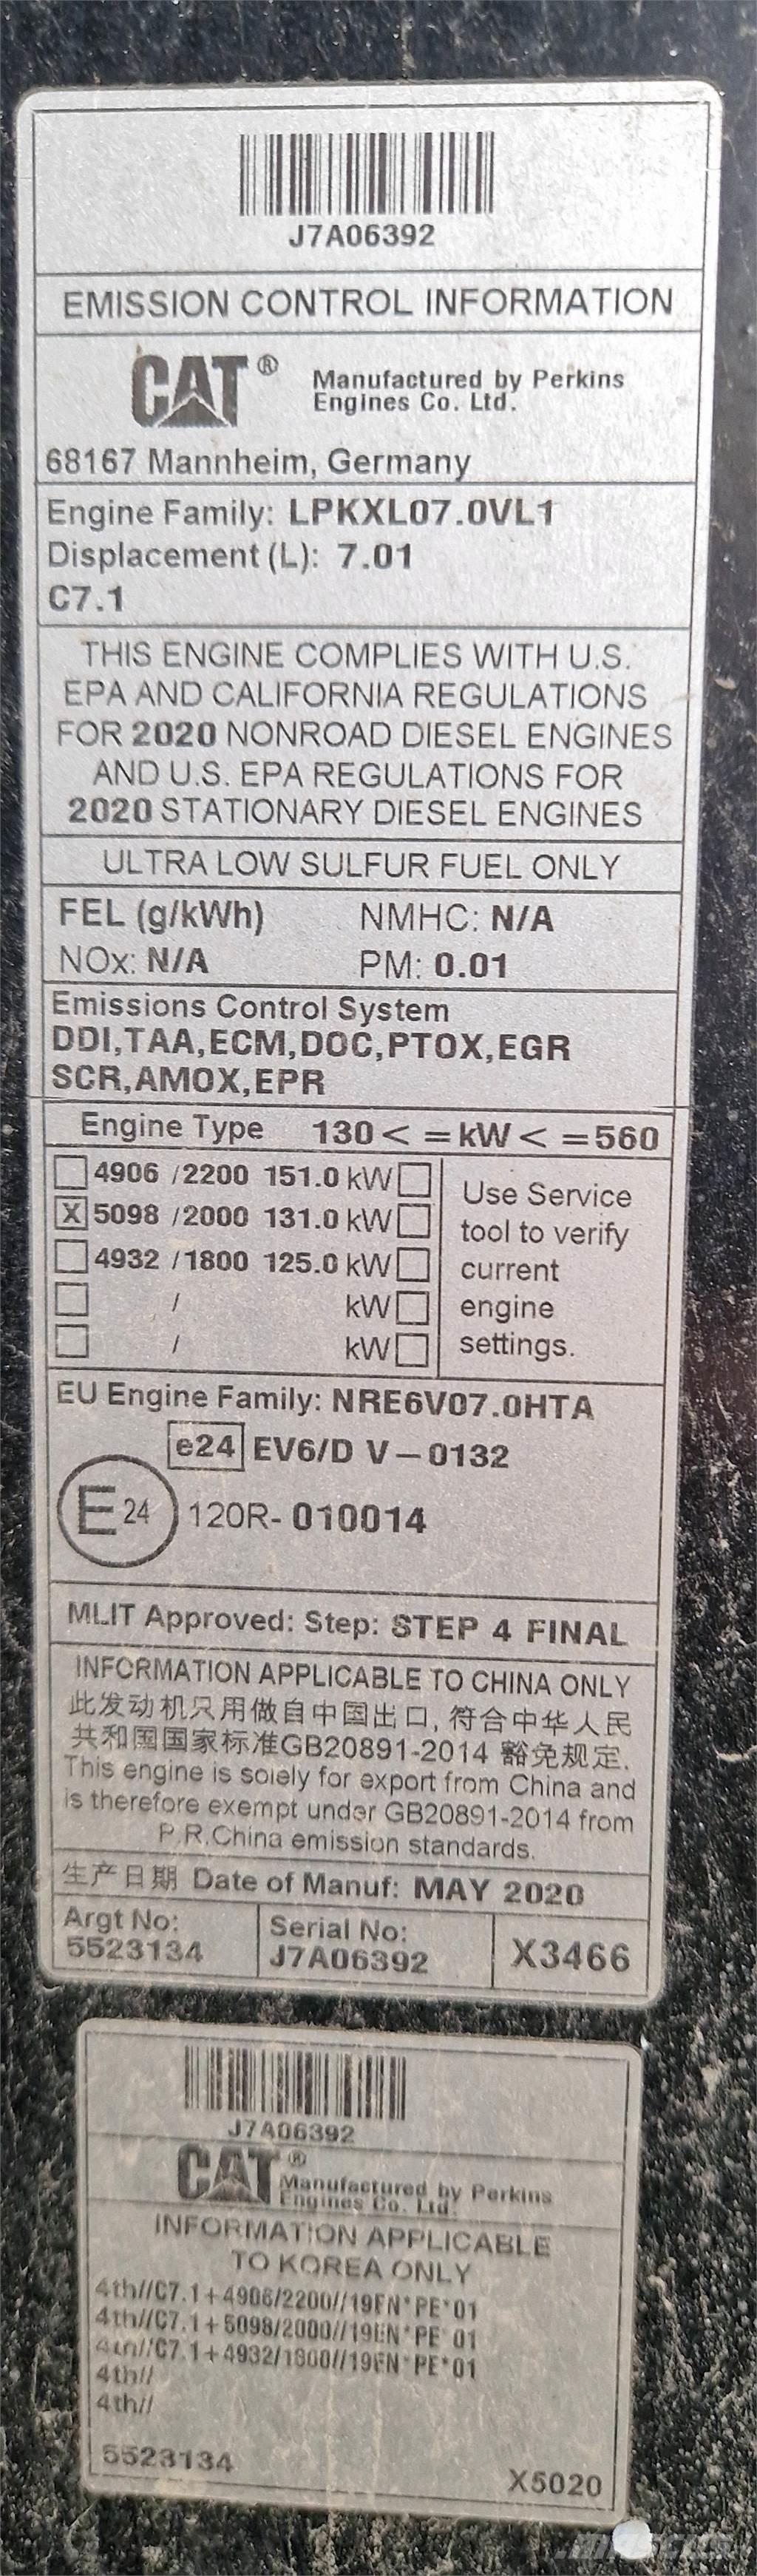 J7A06392
EMISSION CONTROL INFORMATION
CAT® Manufactured by Perkins
Engines Co. Ltd.
68167 Mannheim, Germany
Engine Family: LPKXL07.0VL1
Displacement (L): 7.01
C7.1
THIS ENGINE COMPLIES WITH U.S.
EPA AND CALIFORNIA REGULATIONS
FOR 2020 NONROAD DIESEL ENGINES
AND U.S. EPA REGULATIONS FOR
2020 STATIONARY DIESEL ENGINES
ULTRA LOW SULFUR FUEL ONLY
FEL (g/kWh) NMHC: N/A
NOx: N/A PM: 0.01
Emissions Control System
DDI,TAA,ECM,DOC,PTOX,EGR
SCR,AMOX,EPR
Engine Type 130< =kW< =560
4906 /2200 151.0 kW
X 5098 /2000 131.0 kW
4932 /1800 125.0 kW
/ kW
/ kW
Use Service
tool to verify
current
engine
settings.
EU Engine Family: NRE6V07.0HTA
e24 EV6/D V-0132
E24 120R- 010014
MLIT Approved: Step: STEP 4 FINAL
INFORMATION APPLICABLE TO CHINA ONLY
此发动机只用做自中国出口, 符合中华人民
共和国国家标准GB20891-2014 豁免规定.
This engine is solely for export from China and
is therefore exempt under GB20891-2014 from
P.R.China emission standards.
生产日期 Date of Manuf: MAY 2020
Argt No:
5523134
Serial No:
J7A06392
X3466
J7A06392
CAT® Manufactured by Perkins
Engines Co. Ltd.
INFORMATION APPLICABLE
TO KOREA ONLY
4th//C7.1+4906/2200//19EN*PE*01
4th//C7.1+5098/2000//19EN*PE*01
4th//C7.1+4932/1800//19EN*PE*01
4th//
4th//
5523134
X5020